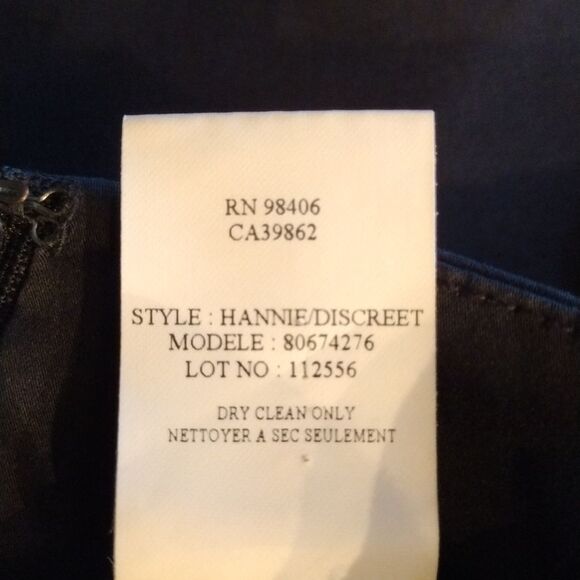 RN 98406
CA39862
STYLE : HANNIE/DISCREET
MODELE : 80674276
LOT NO : 112556
DRY CLEAN ONLY
NETTOYER A SEC SEULEMENT